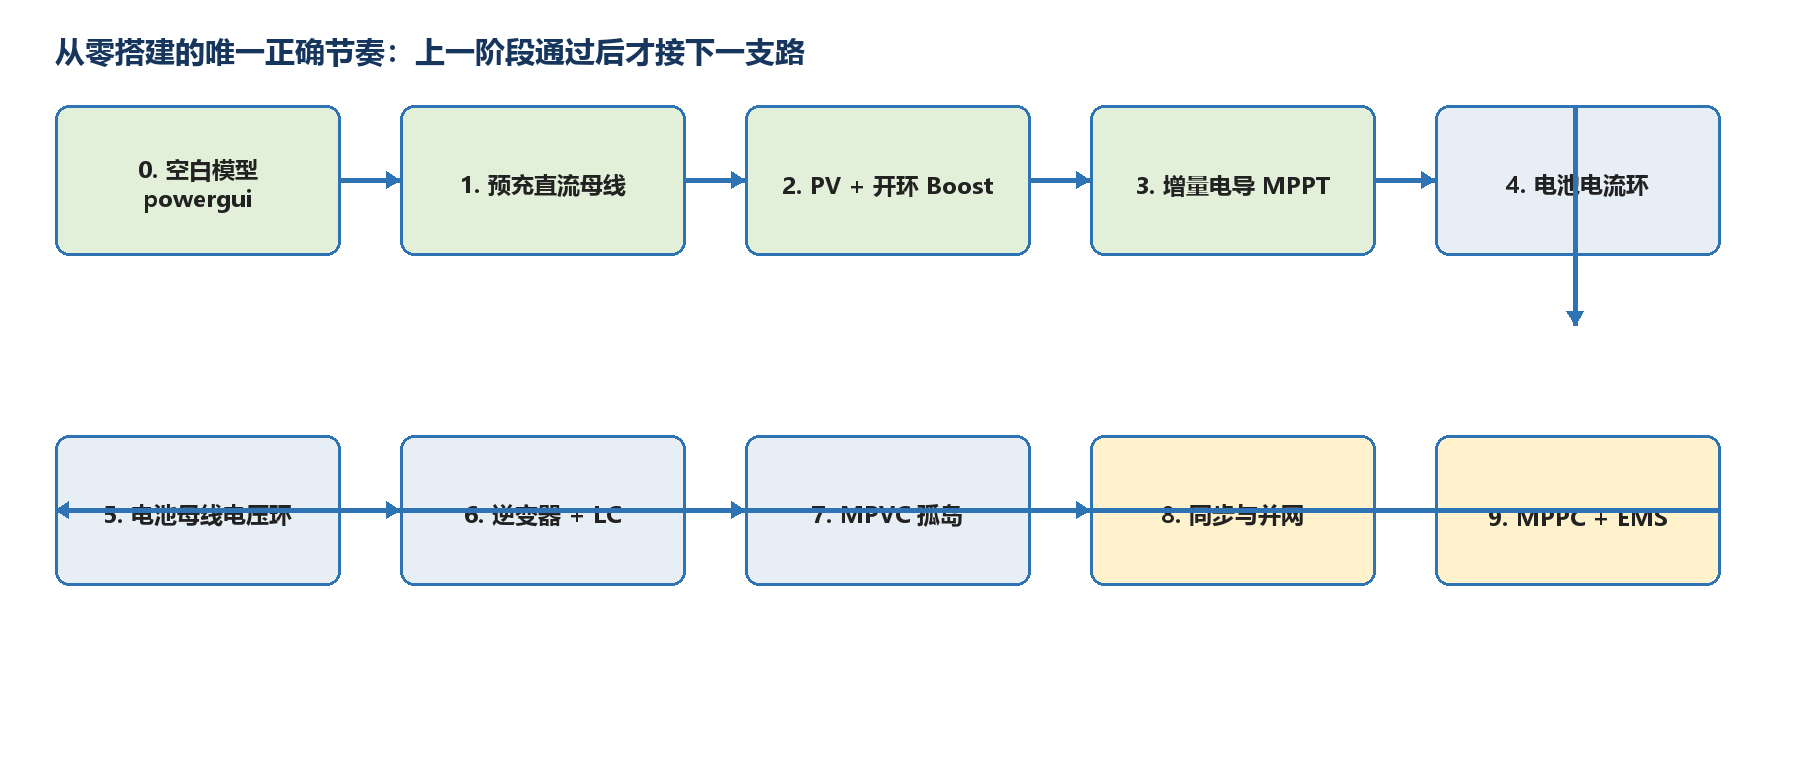 从零搭建的唯一正确节奏：上一阶段通过后才接下一支路
0. 空白模型
powergui
1. 预充直流母线
2. PV + 开环 Boost
3. 增量电导 MPPT
4. 电池电流环
5. 电池母线电压环
6. 逆变器 + LC
7. MPVC 孤岛
8. 同步与并网
9. MPPC + EMS